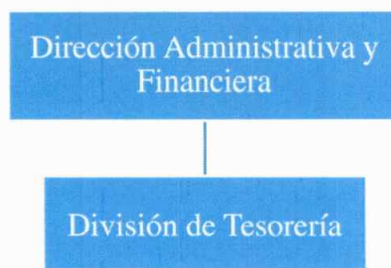 Dirección Administrativa y
Financiera
División de Tesorería